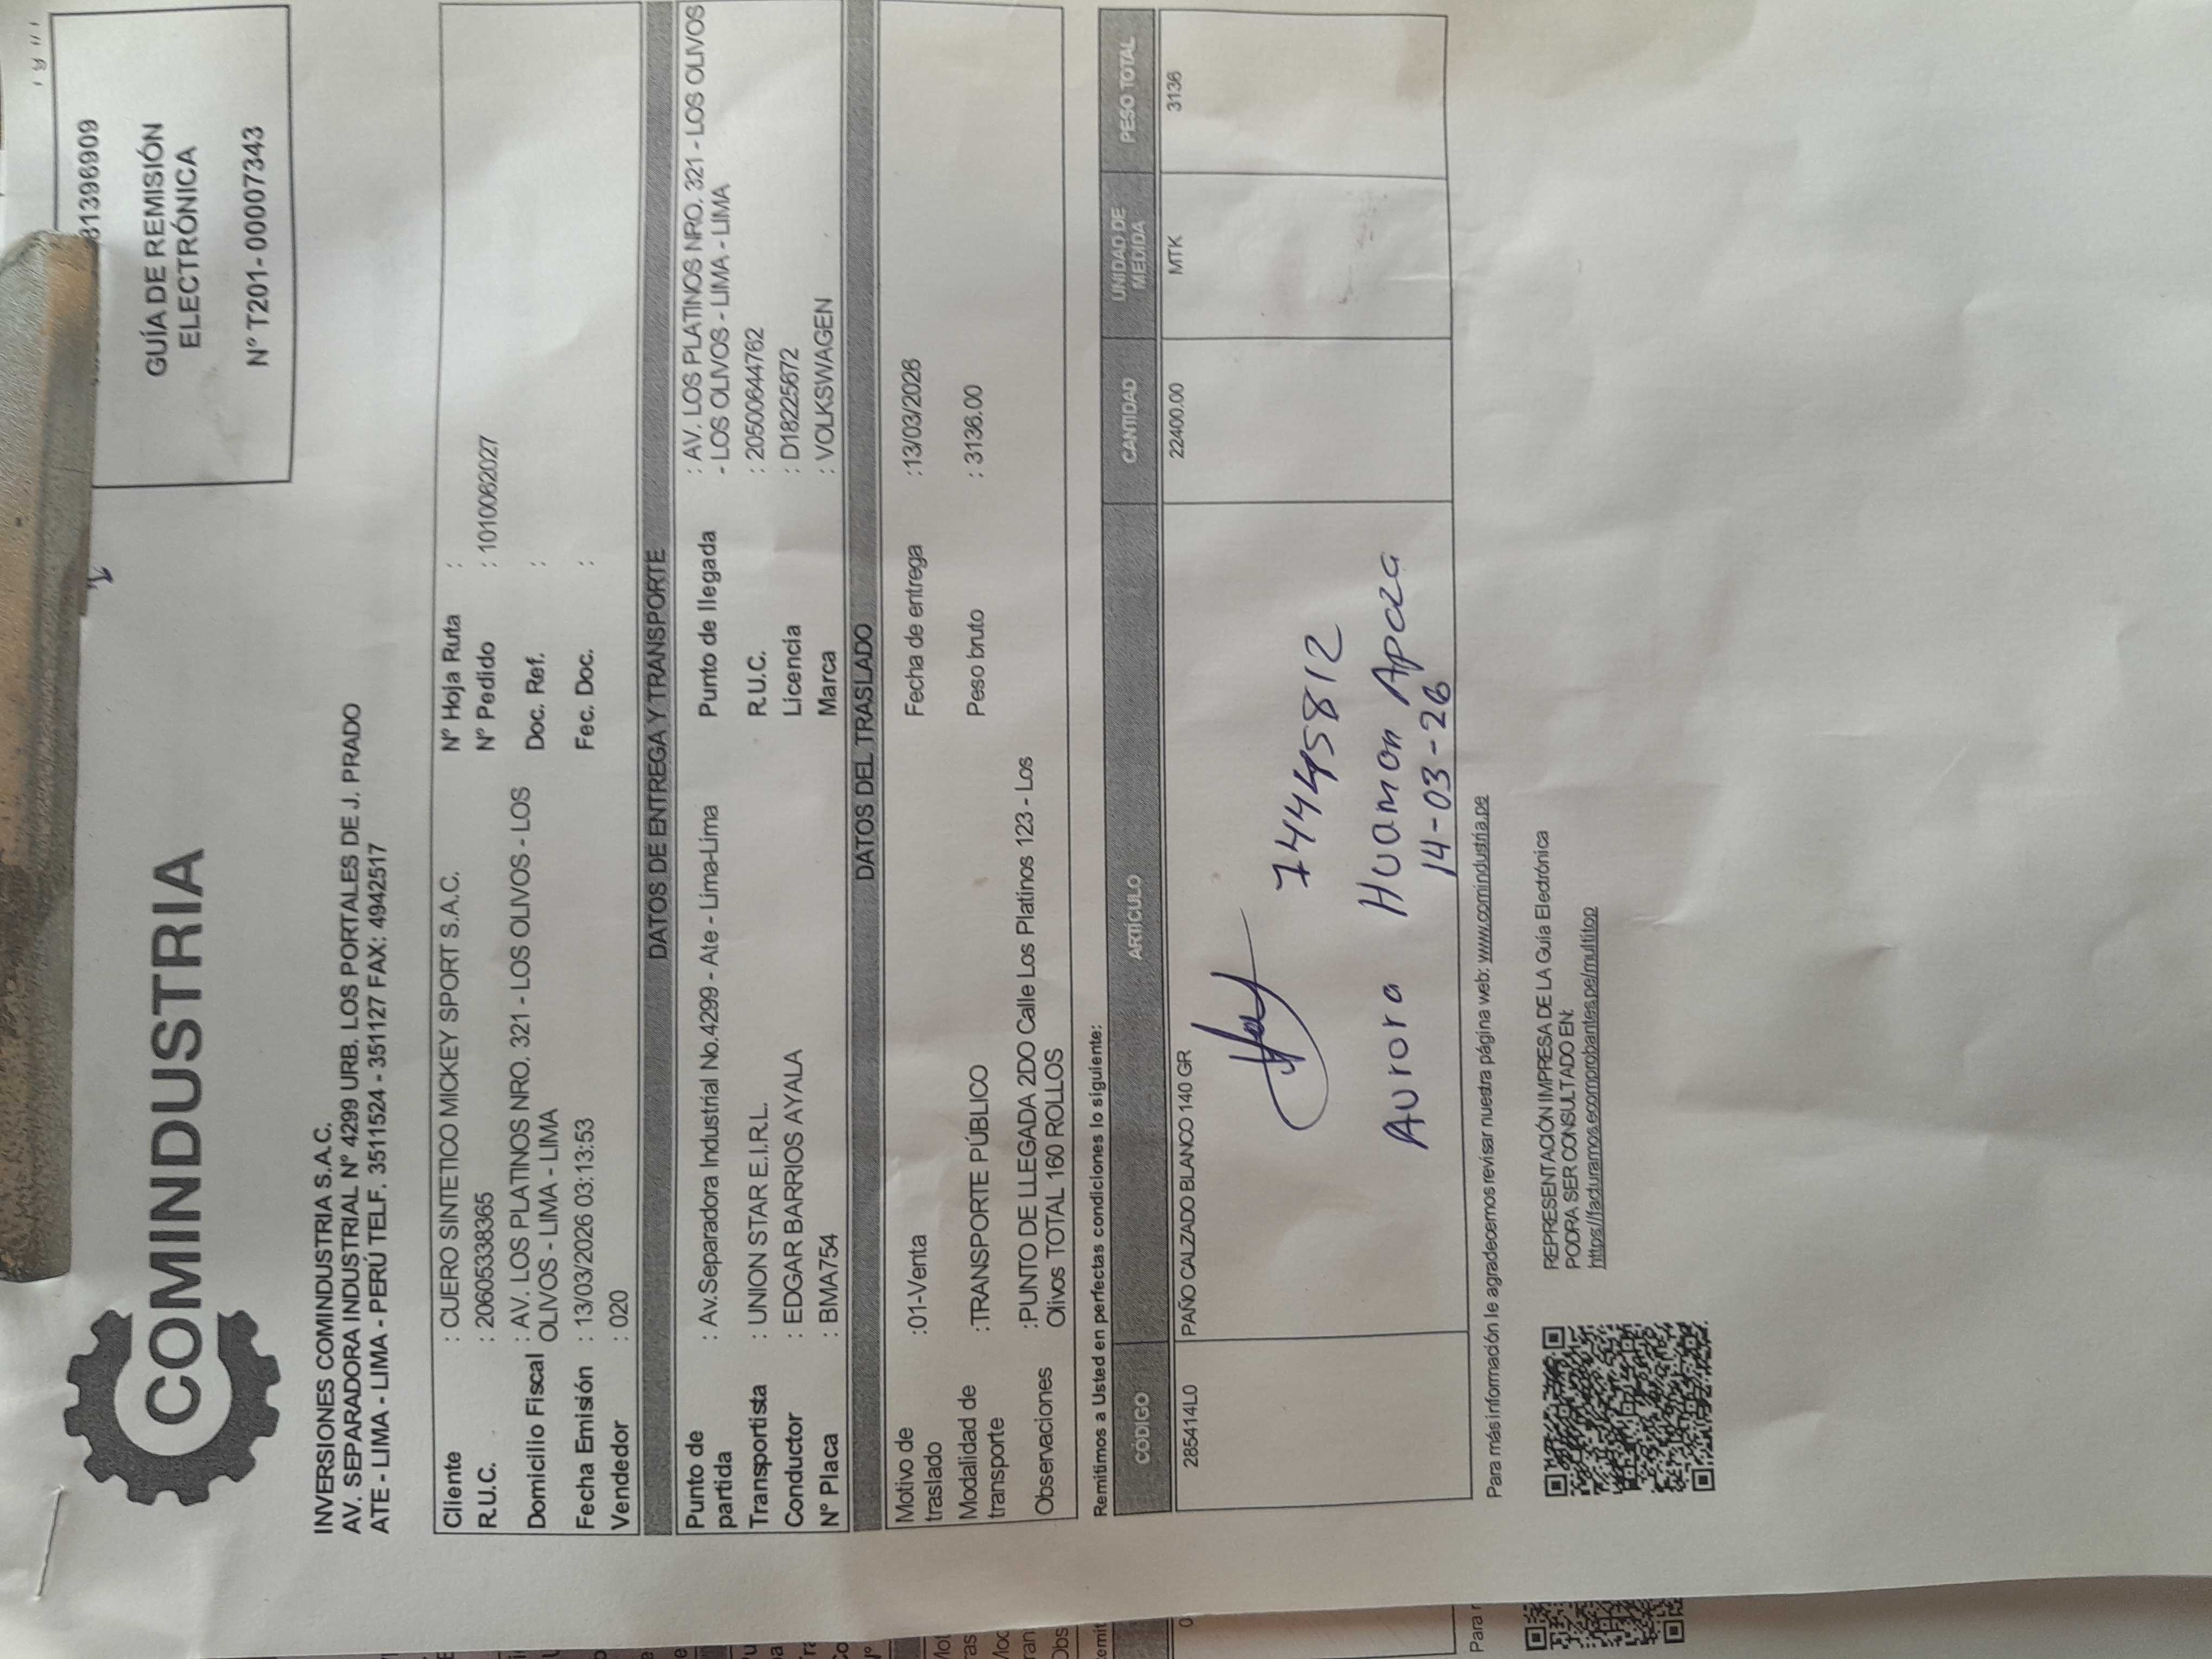 81396909
GUÍA DE REMISIÓN
ELECTRÓNICA
N° T201-00007343
COMINDUSTRIA
INVERSIONES COMINDUSTRIA S.A.C.
AV. SEPARADORA INDUSTRIAL N° 4299 URB. LOS PORTALES DE J. PRADO
ATE - LIMA - LIMA - PERÚ TELF. 3511524 - 351127 FAX: 4942517
Cliente : CUERO SINTETICO MICKEY SPORT S.A.C. N° Hoja Ruta :
R.U.C. : 20605338365 N° Pedido : 1010062027
Domicilio Fiscal : AV. LOS PLATINOS NRO. 321 - LOS OLIVOS - LOS Doc. Ref. :
OLIVOS - LIMA - LIMA
Fecha Emisión : 13/03/2026 03:13:53 Fec. Doc. :
Vendedor : 020
DATOS DE ENTREGA Y TRANSPORTE
Punto de partida : Av.Separadora Industrial No.4299 - Ate - Lima-Lima Punto de llegada : AV. LOS PLATINOS NRO. 321 - LOS OLIVOS
- LOS OLIVOS - LIMA - LIMA
Transportista : UNION STAR E.I.R.L. R.U.C. : 20500644762
Conductor : EDGAR BARRIOS AYALA Licencia : D18225672
N° Placa : BMA754 Marca : VOLKSWAGEN
DATOS DEL TRASLADO
Motivo de traslado :01-Venta Fecha de entrega :13/03/2026
Modalidad de transporte :TRANSPORTE PÚBLICO Peso bruto : 3136.00
Observaciones :PUNTO DE LLEGADA 2DO Calle Los Platinos 123 - Los
Olivos TOTAL 160 ROLLOS
Remitimos a Usted en perfectas condiciones lo siguiente:
CÓDIGO ARTÍCULO CANTIDAD UNIDAD DE MEDIDA PESO TOTAL
285414L0 PAÑO CALZADO BLANCO 140 GR 22400.00 MTK 3136
74445812
Aurora Huaman Apaza
14-03-26
Para más información le agradecemos revisar nuestra página web: www.comindustria.pe
REPRESENTACIÓN IMPRESA DE LA Guía Electrónica
PODRA SER CONSULTADO EN:
https://facturamos.ecomprobantes.pe/multitop